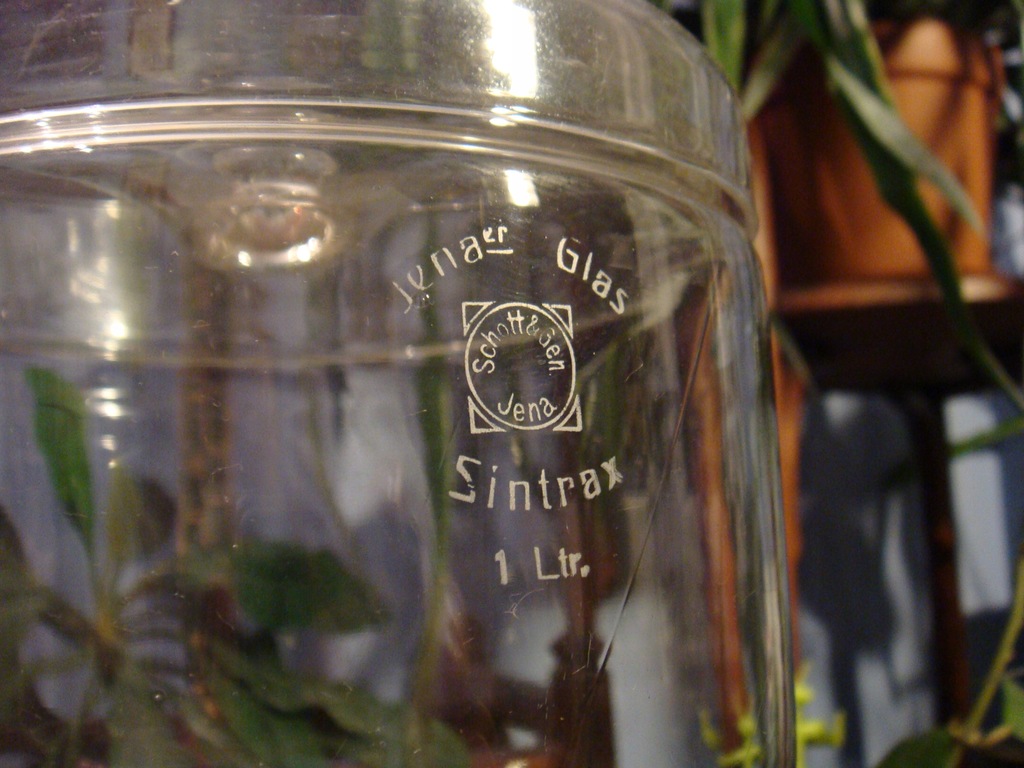 Jenaer Glas
Schott & Gen
Jena
Sintrax
1 Ltr.